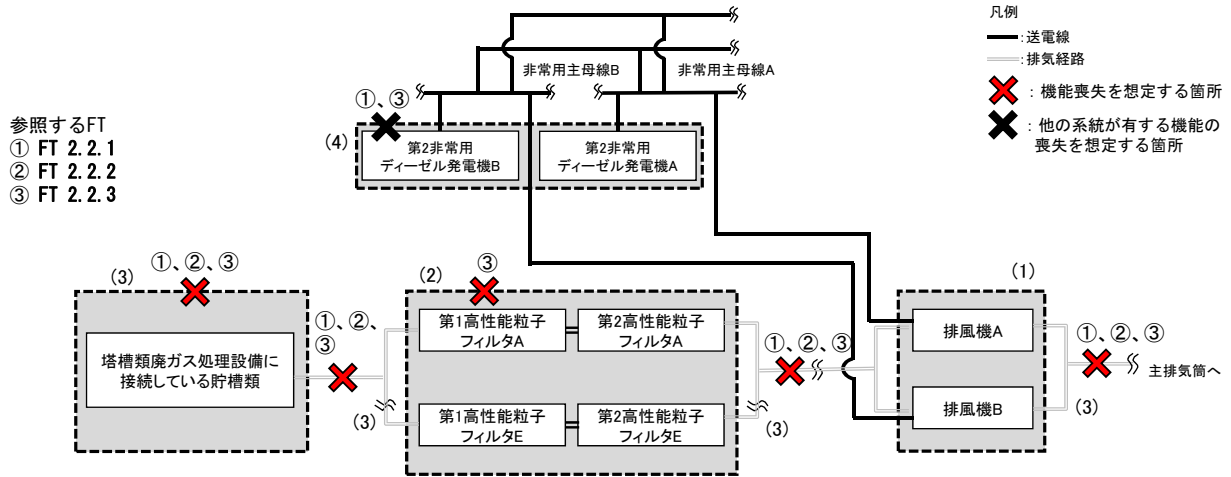 凡例
:送電線
:排気経路
:機能喪失を想定する箇所
:他の系統が有する機能の
喪失を想定する箇所
非常用主母線B
非常用主母線A
①、③
参照するFT
① FT 2.2.1
② FT 2.2.2
③ FT 2.2.3
(4)
第2非常用
ディーゼル発電機B
第2非常用
ディーゼル発電機A
(3)
①、②、③
塔槽類廃ガス処理設備に
接続している貯槽類
①、②、
③
(3)
(2)
③
第1高性能粒子
フィルタA
第2高性能粒子
フィルタA
第1高性能粒子
フィルタE
第2高性能粒子
フィルタE
①、②、③
(3)
(1)
排風機A
排風機B
①、②、③
主排気筒へ
(3)